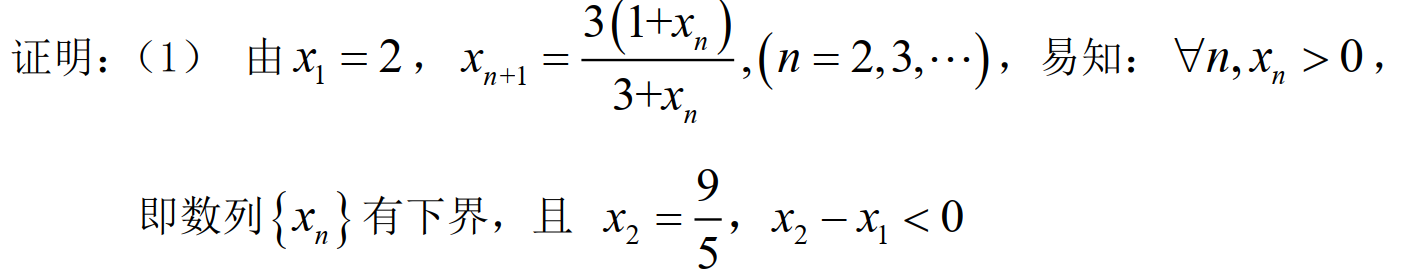 证明：（1） 由 x₁ = 2， xₙ₊₁ = 3(1+xₙ)/(3+xₙ), (n = 2,3,⋯)，易知： ∀n, xₙ > 0，
即数列{xₙ}有下界，且 x₂ = 9/5，x₂ − x₁ < 0